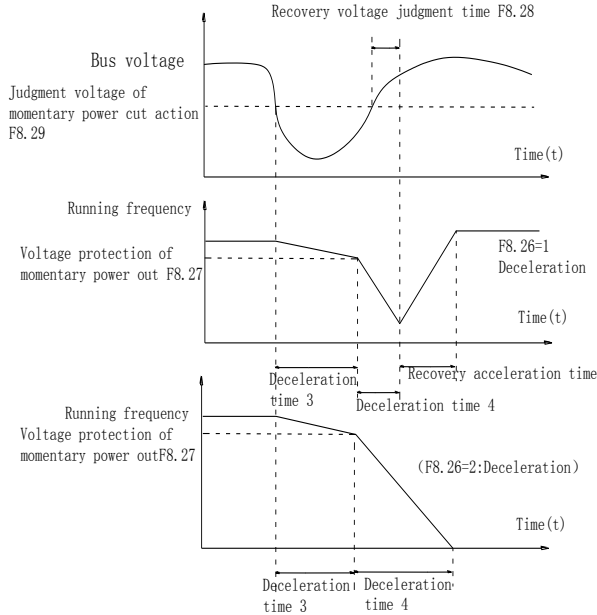 Recovery voltage judgment time F8.28
Bus voltage
Judgment voltage of
momentary power cut action
F8.29
Time(t)
Running frequency
Voltage protection of
momentary power out F8.27
F8.26=1
Deceleration
Time(t)
Deceleration
time 3
Recovery acceleration time
Deceleration time 4
Running frequency
Voltage protection of
momentary power outF8.27
(F8.26=2:Deceleration)
Time(t)
Deceleration
time 3
Deceleration
time 4